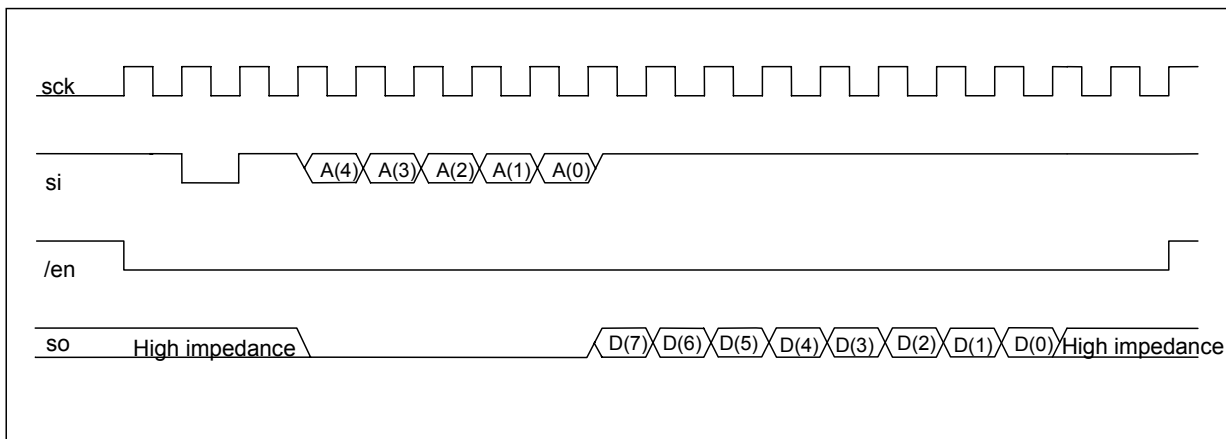 sck
si
A(4) A(3) A(2) A(1) A(0)
/en
so
High impedance
D(7) D(6) D(5) D(4) D(3) D(2) D(1) D(0)
High impedance